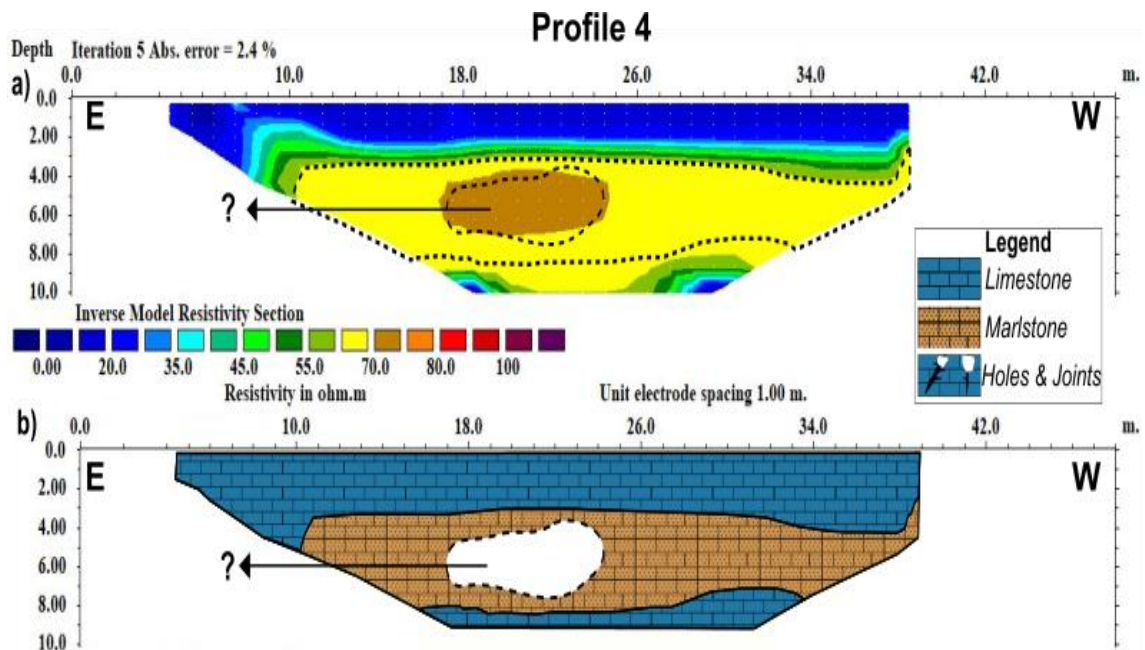 Profile 4
Depth Iteration 5 Abs. error = 2.4 %
0.0 10.0 18.0 26.0 34.0 42.0 m.
a)
0.0
E W
2.00
4.00
?
6.00
8.00
10.0
Legend
Limestone
Marlstone
Holes & Joints
Inverse Model Resistivity Section
0.00 20.0 35.0 45.0 55.0 70.0 80.0 100
Resistivity in ohm.m Unit electrode spacing 1.00 m.
b)
0.0 10.0 18.0 26.0 34.0 42.0 m.
0.0
E W
2.00
4.00
?
6.00
8.00
10.0